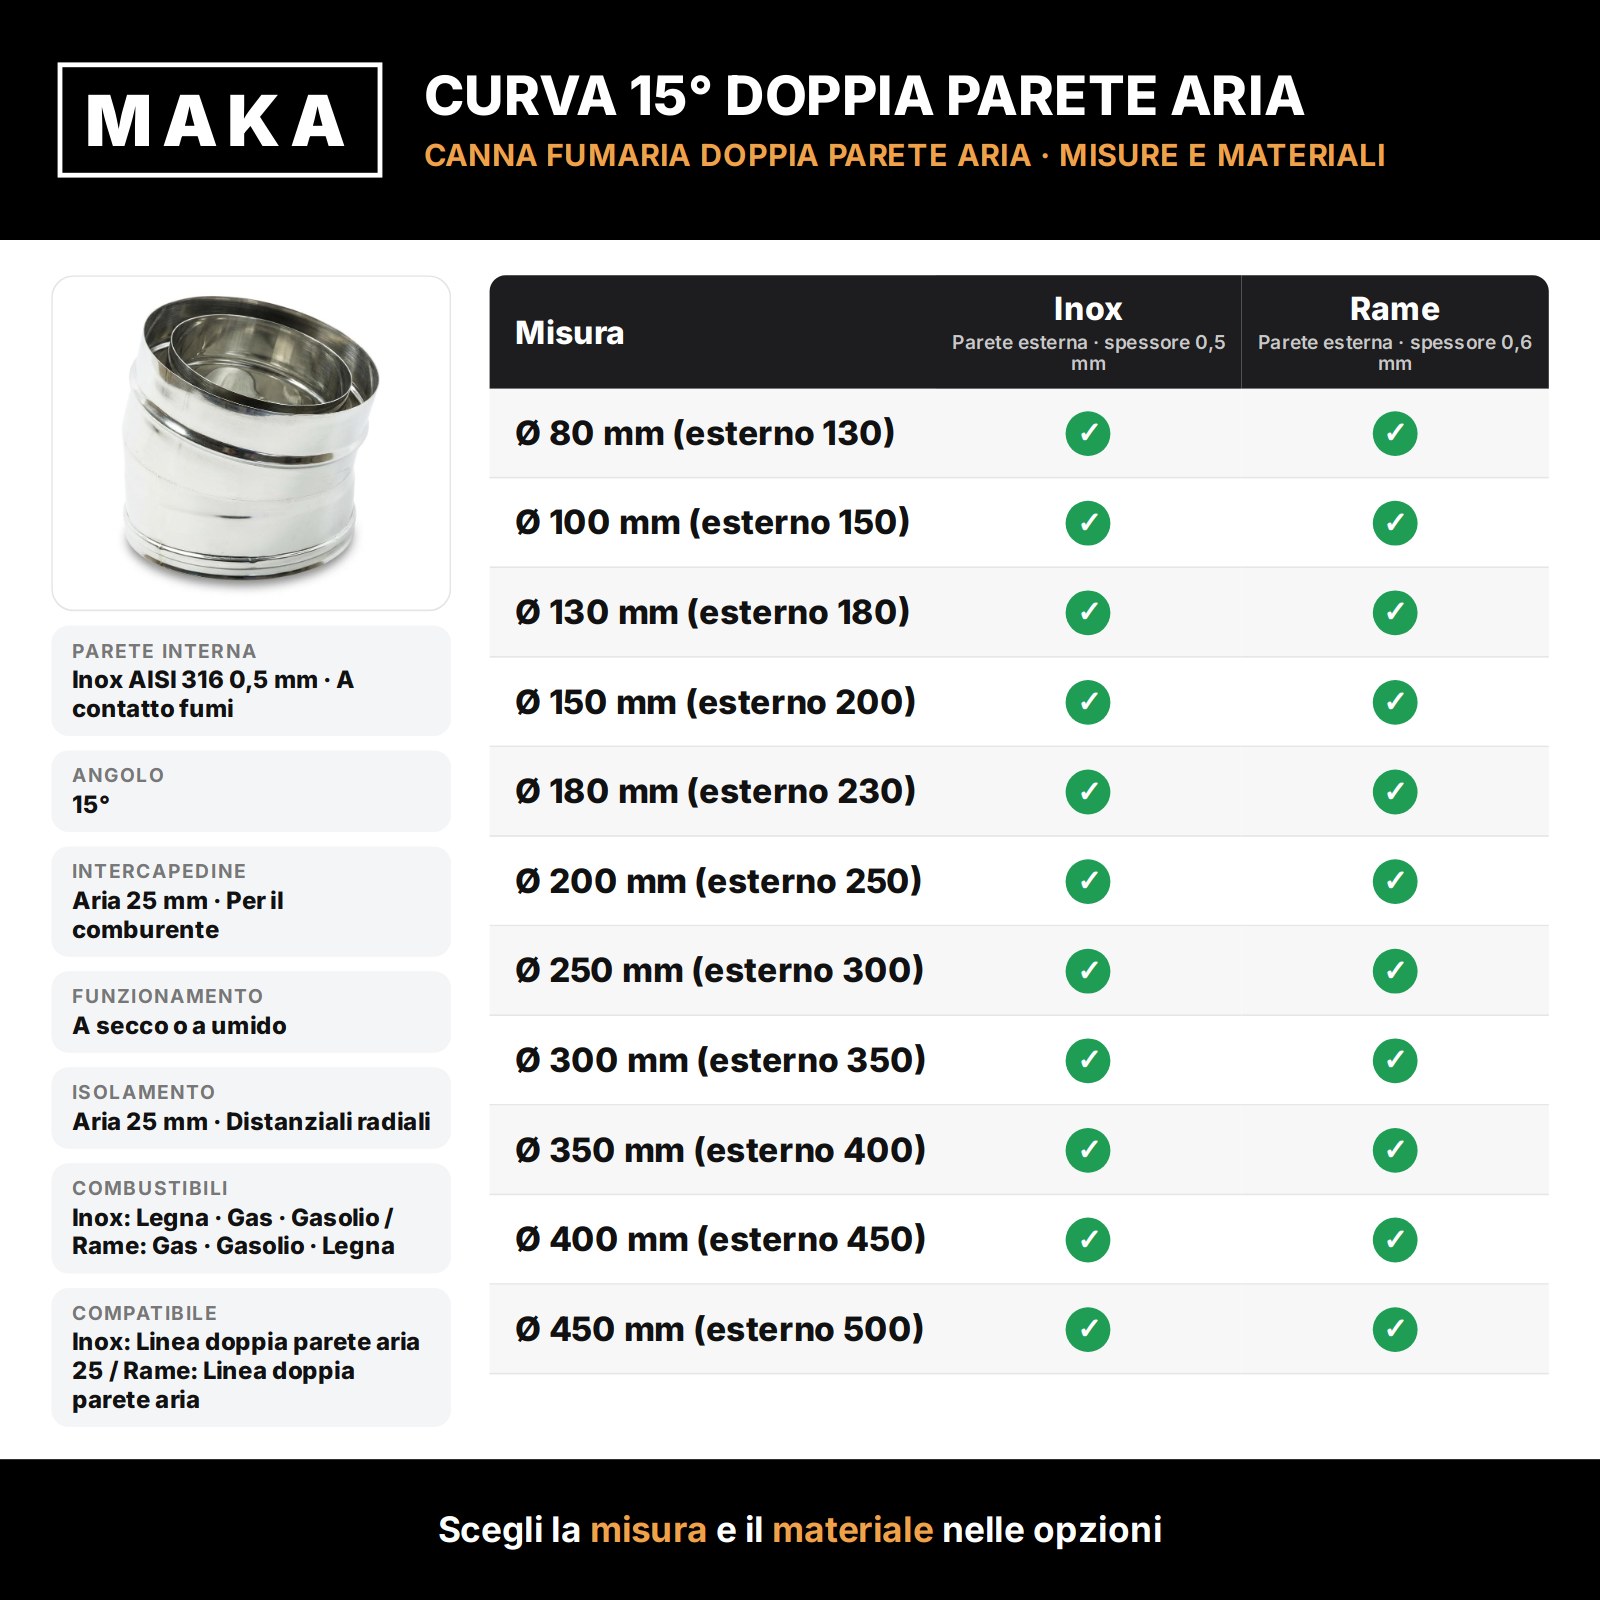 MAKA
CURVA 15° DOPPIA PARETE ARIA
CANNA FUMARIA DOPPIA PARETE ARIA · MISURE E MATERIALI
PARETE INTERNA
Inox AISI 316 0,5 mm · A
contatto fumi
ANGOLO
15°
INTERCAPEDINE
Aria 25 mm · Per il
comburente
FUNZIONAMENTO
A secco o a umido
ISOLAMENTO
Aria 25 mm · Distanziali radiali
COMBUSTIBILI
Inox: Legna · Gas · Gasolio /
Rame: Gas · Gasolio · Legna
COMPATIBILE
Inox: Linea doppia parete aria
25 / Rame: Linea doppia
parete aria
Misura
Inox
Parete esterna · spessore 0,5
mm
Rame
Parete esterna · spessore 0,6
mm
Ø 80 mm (esterno 130) ✓ ✓
Ø 100 mm (esterno 150) ✓ ✓
Ø 130 mm (esterno 180) ✓ ✓
Ø 150 mm (esterno 200) ✓ ✓
Ø 180 mm (esterno 230) ✓ ✓
Ø 200 mm (esterno 250) ✓ ✓
Ø 250 mm (esterno 300) ✓ ✓
Ø 300 mm (esterno 350) ✓ ✓
Ø 350 mm (esterno 400) ✓ ✓
Ø 400 mm (esterno 450) ✓ ✓
Ø 450 mm (esterno 500) ✓ ✓
Scegli la misura e il materiale nelle opzioni